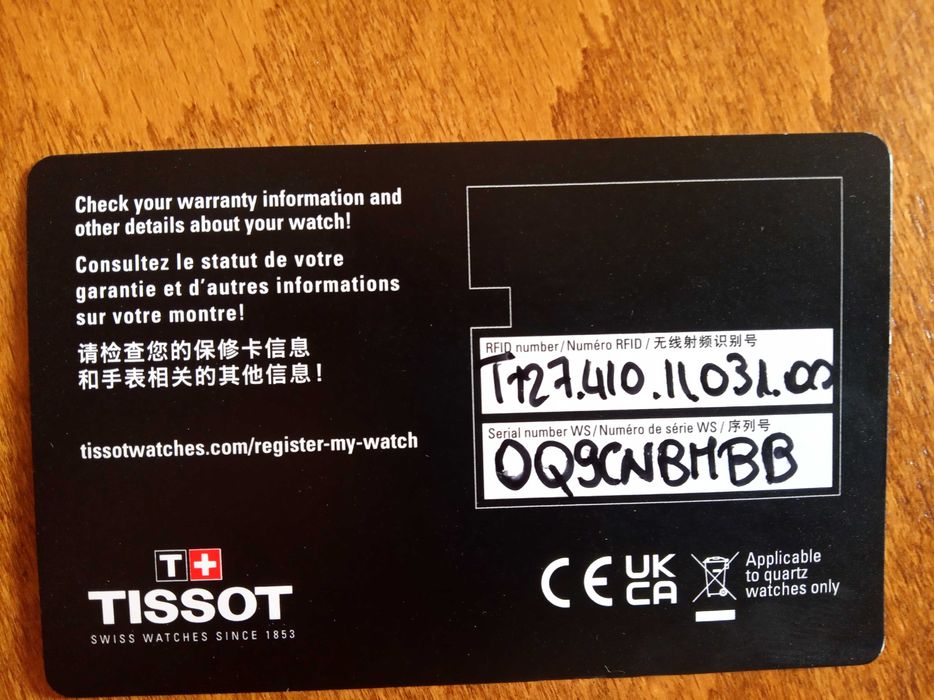 Check your warranty information and
other details about your watch!
Consultez le statut de votre
garantie et d'autres informations
sur votre montre!
请检查您的保修卡信息
和手表相关的其他信息！
tissotwatches.com/register-my-watch
RFID number/Numéro RFID/无线射频识别号
T127.410.11.031.00
Serial number WS/Numéro de série WS/序列号
OQ9CNBMBB
T+
TISSOT
SWISS WATCHES SINCE 1853
CE
UK
CA
Applicable
to quartz
watches only